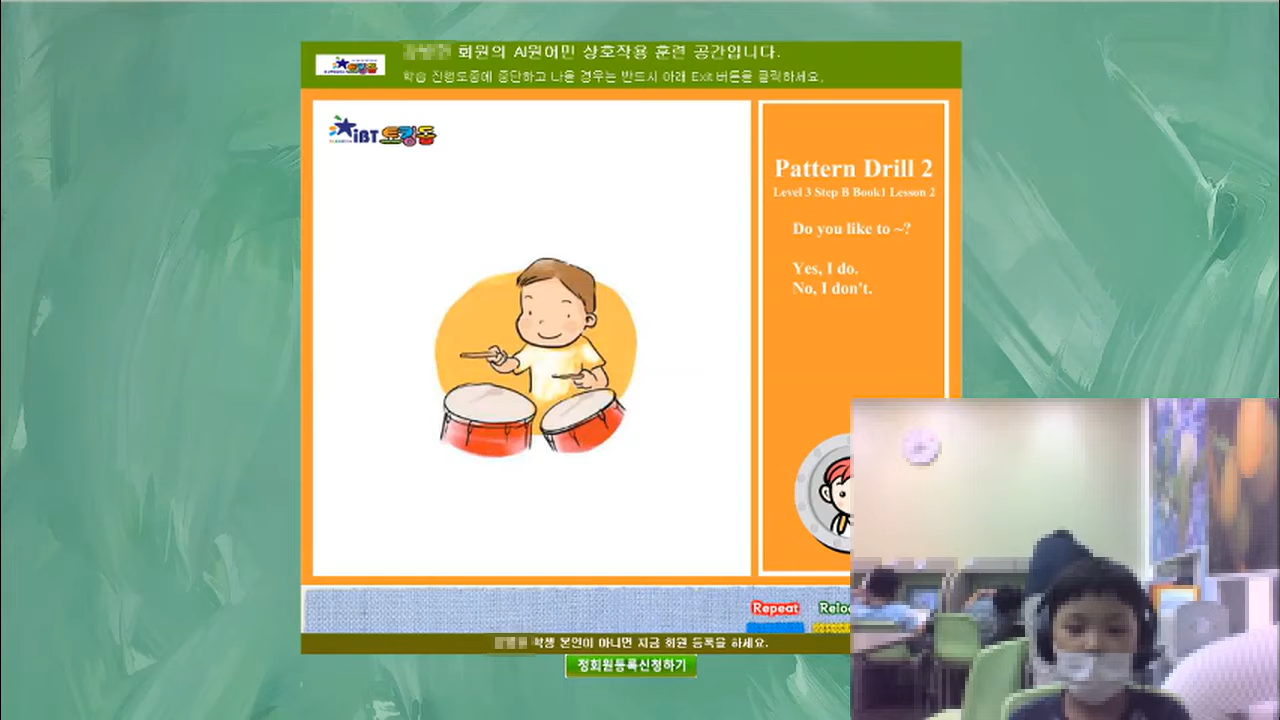 회원의 AI원어민 상호작용 훈련 공간입니다.
학습 진행도중에 중단하고 나올 경우는 반드시 아래 Exit 버튼을 클릭하세요.
iBT 토킹돌
Pattern Drill 2
Level 3 Step B Book1 Lesson 2
Do you like to ~?
Yes, I do.
No, I don't.
Repeat
학생 본인이 아니면 지금 회원 등록을 하세요.
정회원등록신청하기